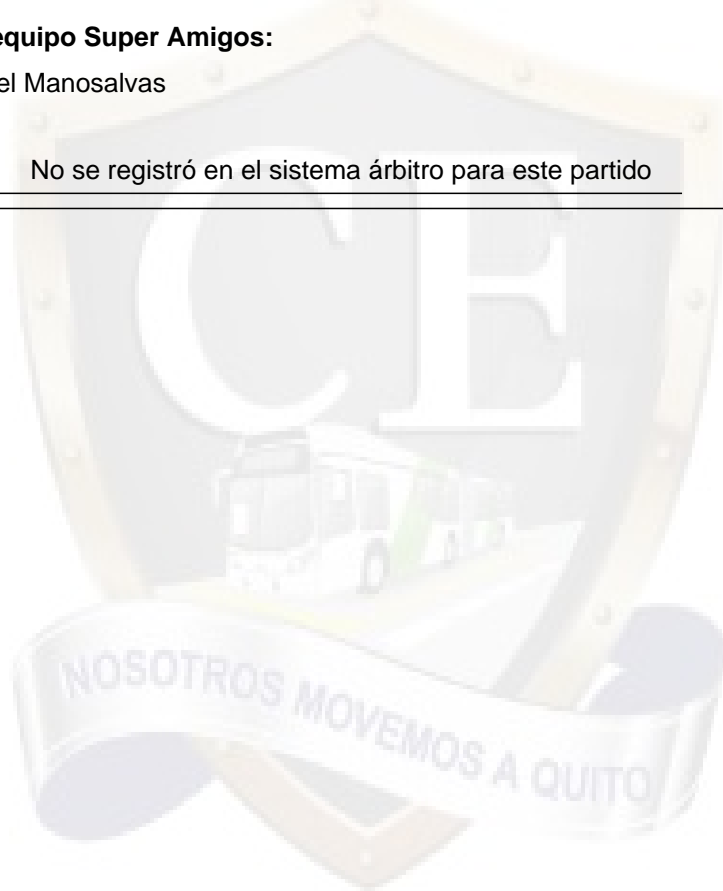 equipo Super Amigos:
el Manosalvas
No se registró en el sistema árbitro para este partido
CE
NOSOTROS MOVEMOS A QUITO